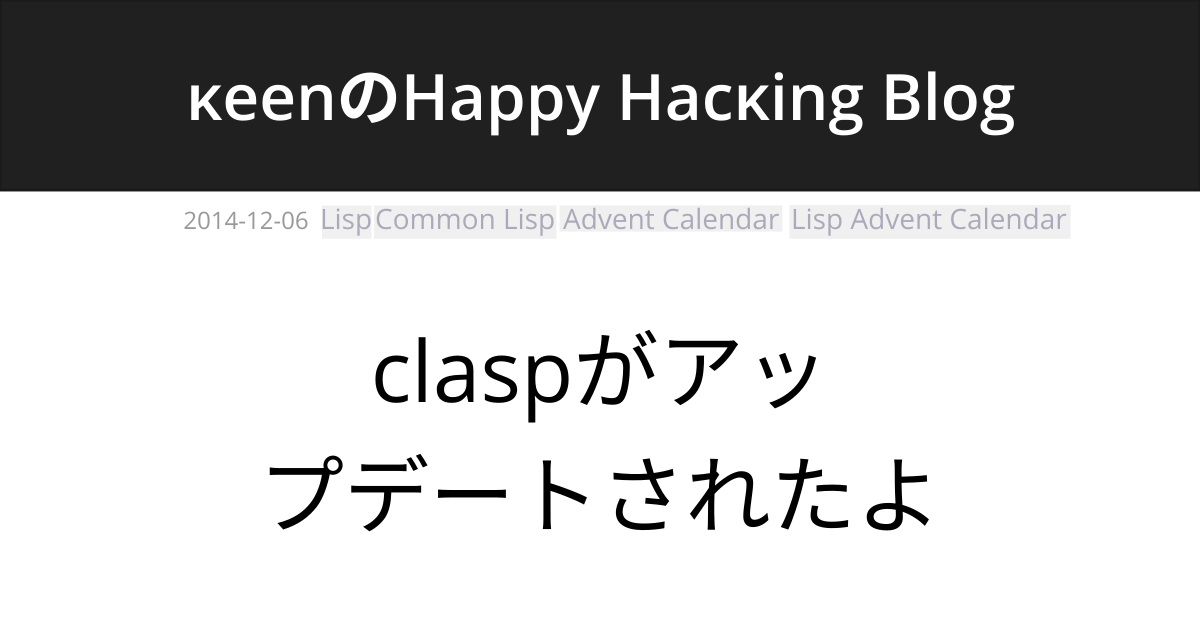 κeenのHappy Hacκing Blog
2014-12-06 Lisp Common Lisp Advent Calendar Lisp Advent Calendar
claspがアッ
プデートされたよ